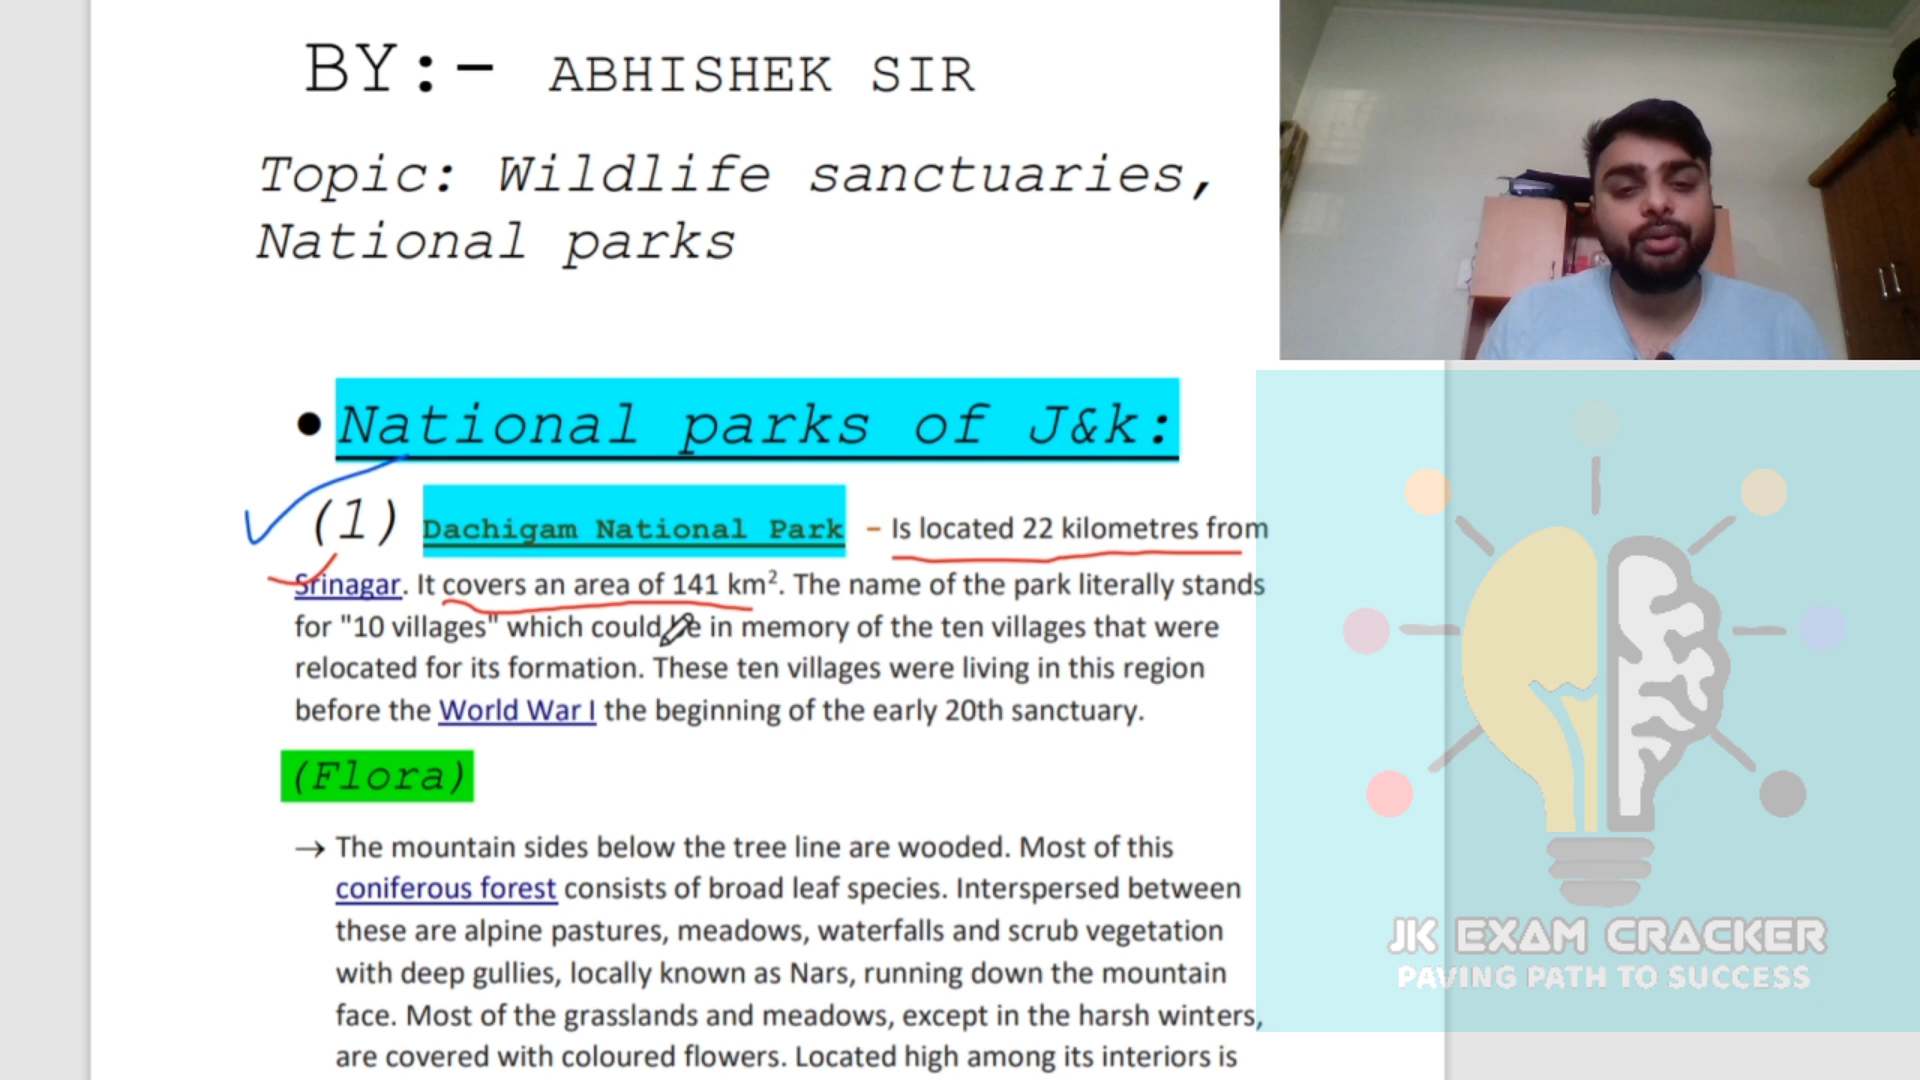 BY:- ABHISHEK SIR
Topic: Wildlife sanctuaries,
National parks
• National parks of J&k:
(1) Dachigam National Park – Is located 22 kilometres from
Srinagar. It covers an area of 141 km². The name of the park literally stands
for "10 villages" which could be in memory of the ten villages that were
relocated for its formation. These ten villages were living in this region
before the World War I the beginning of the early 20th sanctuary.
(Flora)
→ The mountain sides below the tree line are wooded. Most of this
coniferous forest consists of broad leaf species. Interspersed between
these are alpine pastures, meadows, waterfalls and scrub vegetation
with deep gullies, locally known as Nars, running down the mountain
face. Most of the grasslands and meadows, except in the harsh winters,
are covered with coloured flowers. Located high among its interiors is
JK EXAM CRACKER
PAVING PATH TO SUCCESS